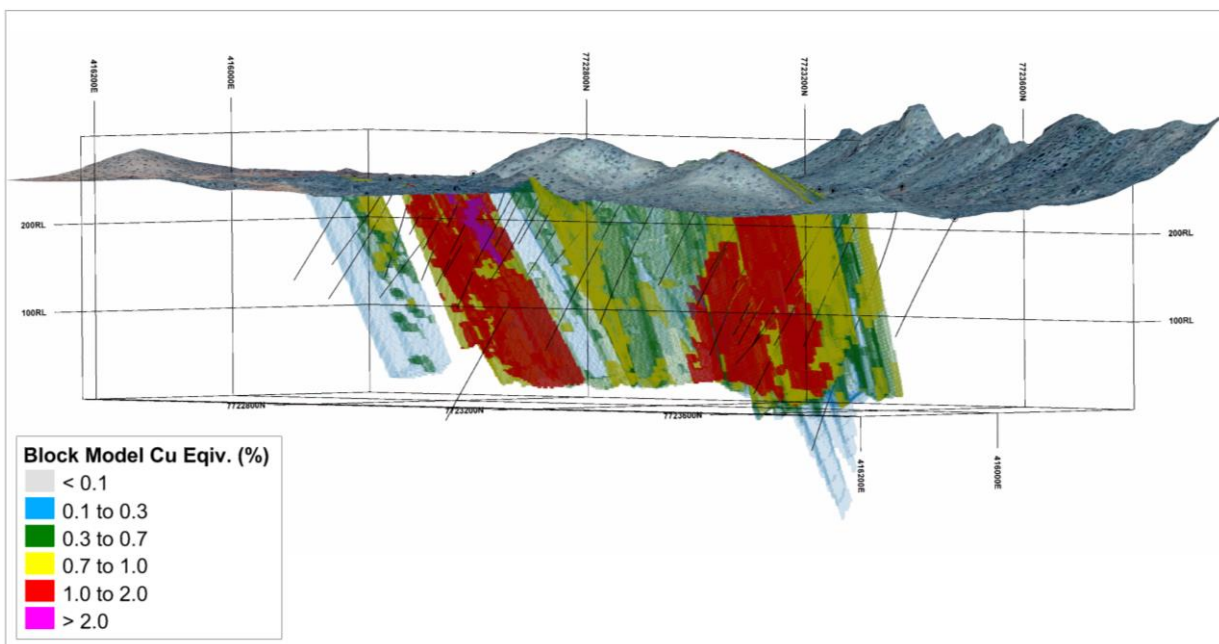 416200E
416000E
7722800N
7723200N
7723600N
200RL
200RL
100RL
100RL
7722800N
7723200N
7723600N
416200E
416000E
Block Model Cu Eqiv. (%)
< 0.1
0.1 to 0.3
0.3 to 0.7
0.7 to 1.0
1.0 to 2.0
> 2.0